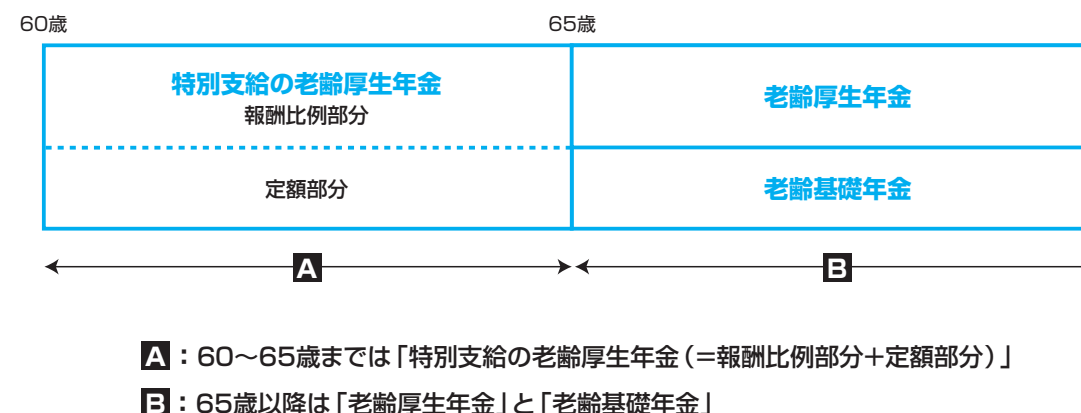 60歳
65歳
特別支給の老齢厚生年金
報酬比例部分
老齢厚生年金
定額部分
老齢基礎年金
A
B
A：60〜65歳までは「特別支給の老齢厚生年金（＝報酬比例部分＋定額部分）」
B：65歳以降は「老齢厚生年金」と「老齢基礎年金」